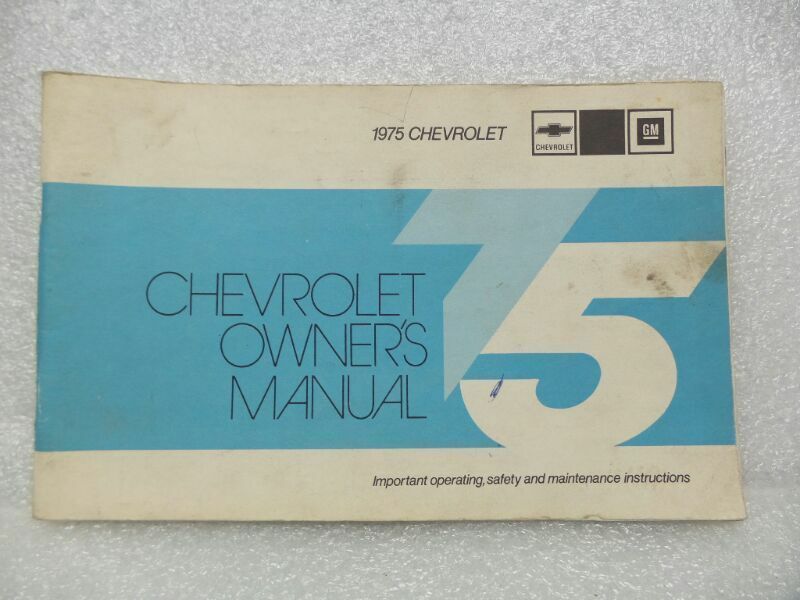 1975 CHEVROLET
CHEVROLET
GM
75
CHEVROLET
OWNER'S
MANUAL
Important operating, safety and maintenance instructions